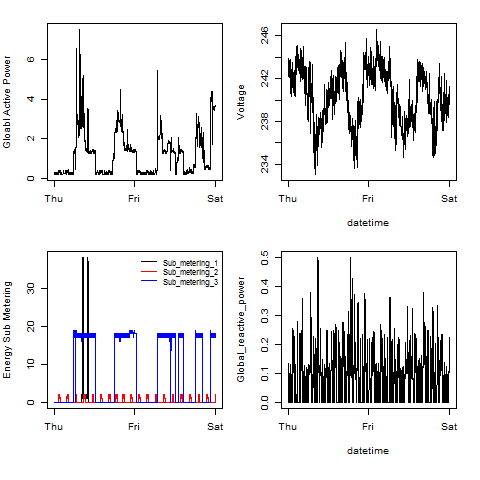 Gloabl Active Power
0 2 4 6
Thu Fri Sat
Voltage
234 238 242 246
Thu Fri Sat
datetime
Energy Sub Metering
0 10 20 30
Sub_metering_1
Sub_metering_2
Sub_metering_3
Thu Fri Sat
Global_reactive_power
0.0 0.1 0.2 0.3 0.4 0.5
Thu Fri Sat
datetime